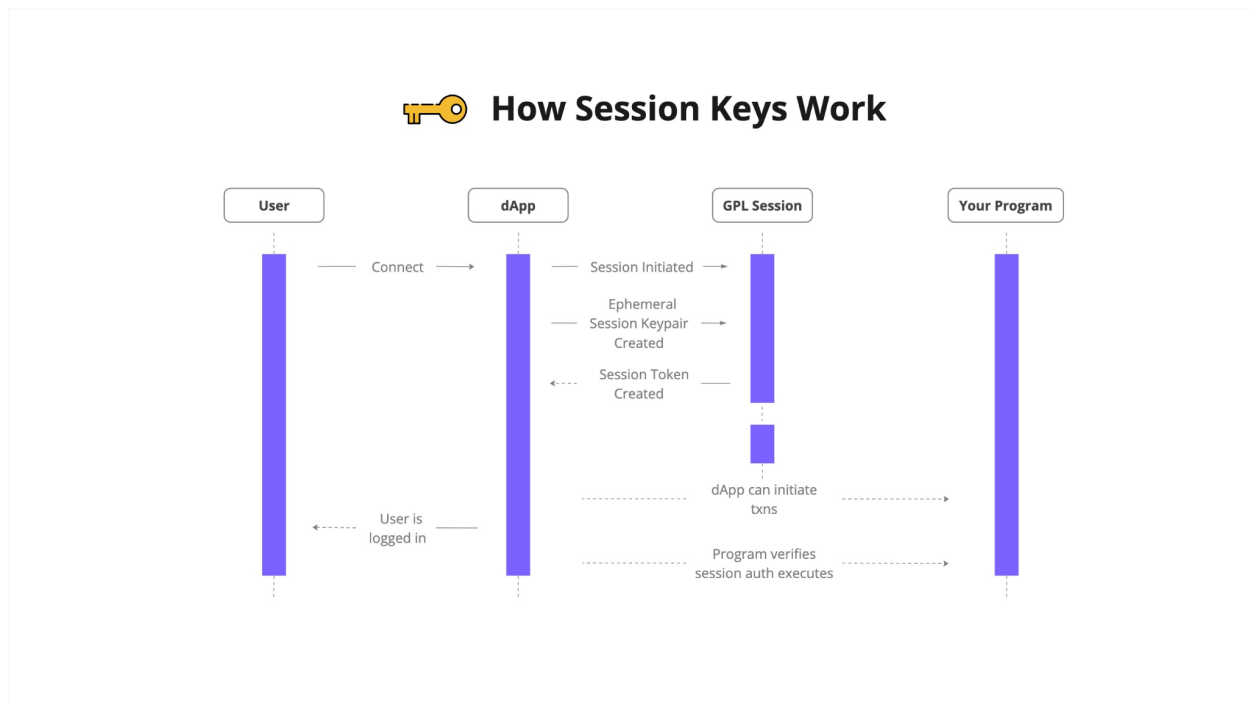 How Session Keys Work
User
dApp
GPL Session
Your Program
Connect
Session Initiated
Ephemeral
Session Keypair
Created
Session Token
Created
dApp can initiate
txns
User is
logged in
Program verifies
session auth executes